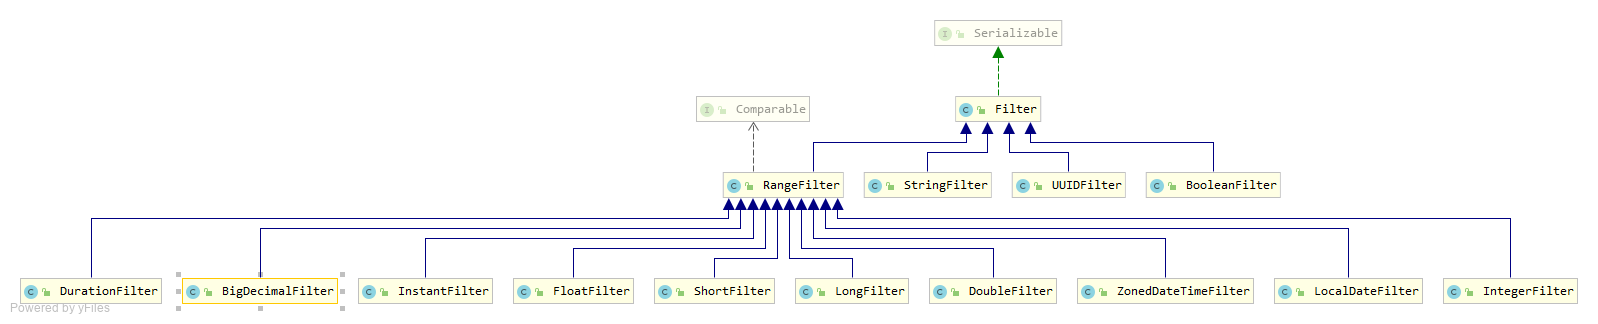 Serializable
Comparable
Filter
RangeFilter
StringFilter
UUIDFilter
BooleanFilter
DurationFilter
BigDecimalFilter
InstantFilter
FloatFilter
ShortFilter
LongFilter
DoubleFilter
ZonedDateTimeFilter
LocalDateFilter
IntegerFilter
Powered by yFiles